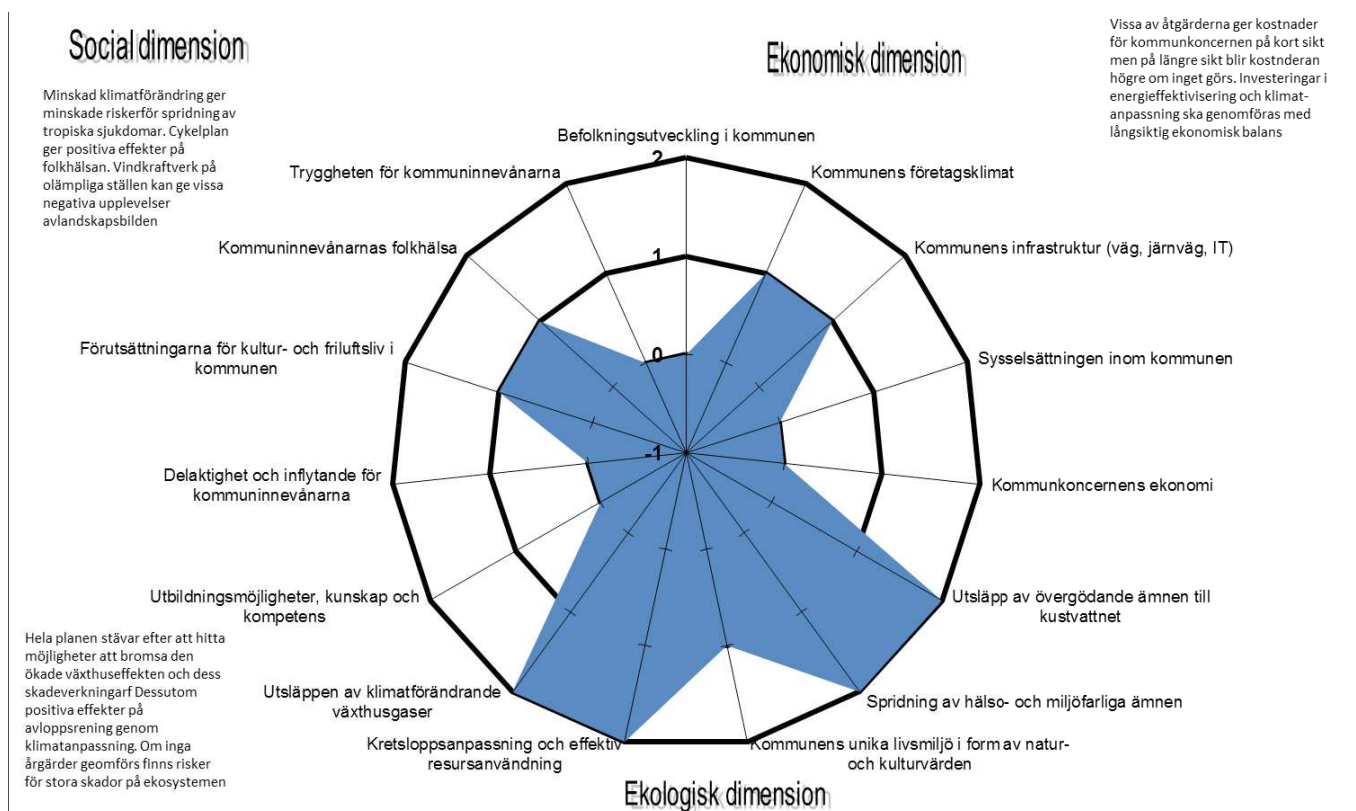 Social dimension
Ekonomisk dimension
Vissa av åtgärderna ger kostnader
för kommunkoncernen på kort sikt
men på längre sikt blir kostnderan
högre om inget görs. Investeringar i
energieffektivisering och klimat-
anpassning ska genomföras med
långsiktig ekonomisk balans
Minskad klimatförändring ger
minskade riskerför spridning av
tropiska sjukdomar. Cykelplan
ger positiva effekter på
folkhälsan. Vindkraftverk på
olämpliga ställen kan ge vissa
negativa upplevelser
avlandskapsbilden
Befolkningsutveckling i kommunen
Kommunens företagsklimat
Kommunens infrastruktur (väg, järnväg, IT)
Sysselsättningen inom kommunen
Kommunkoncernens ekonomi
Utsläpp av övergödande ämnen till
kustvattnet
Spridning av hälso- och miljöfarliga ämnen
Kommunens unika livsmiljö i form av natur-
och kulturvärden
Kretsloppsanpassning och effektiv
resursanvändning
Utsläppen av klimatförändrande
växthusgaser
Utbildningsmöjligheter, kunskap och
kompetens
Delaktighet och inflytande för
kommuninnevånarna
Förutsättningarna för kultur- och friluftsliv i
kommunen
Kommuninnevånarnas folkhälsa
Tryggheten för kommuninnevånarna
2
1
0
-1
Hela planen stävar efter att hitta
möjligheter att bromsa den
ökade växthuseffekten och dess
skadeverkningarf Dessutom
positiva effekter på
avloppsrening genom
klimatanpassning. Om inga
årgärder geomförs finns risker
för stora skador på ekosystemen
Ekologisk dimension